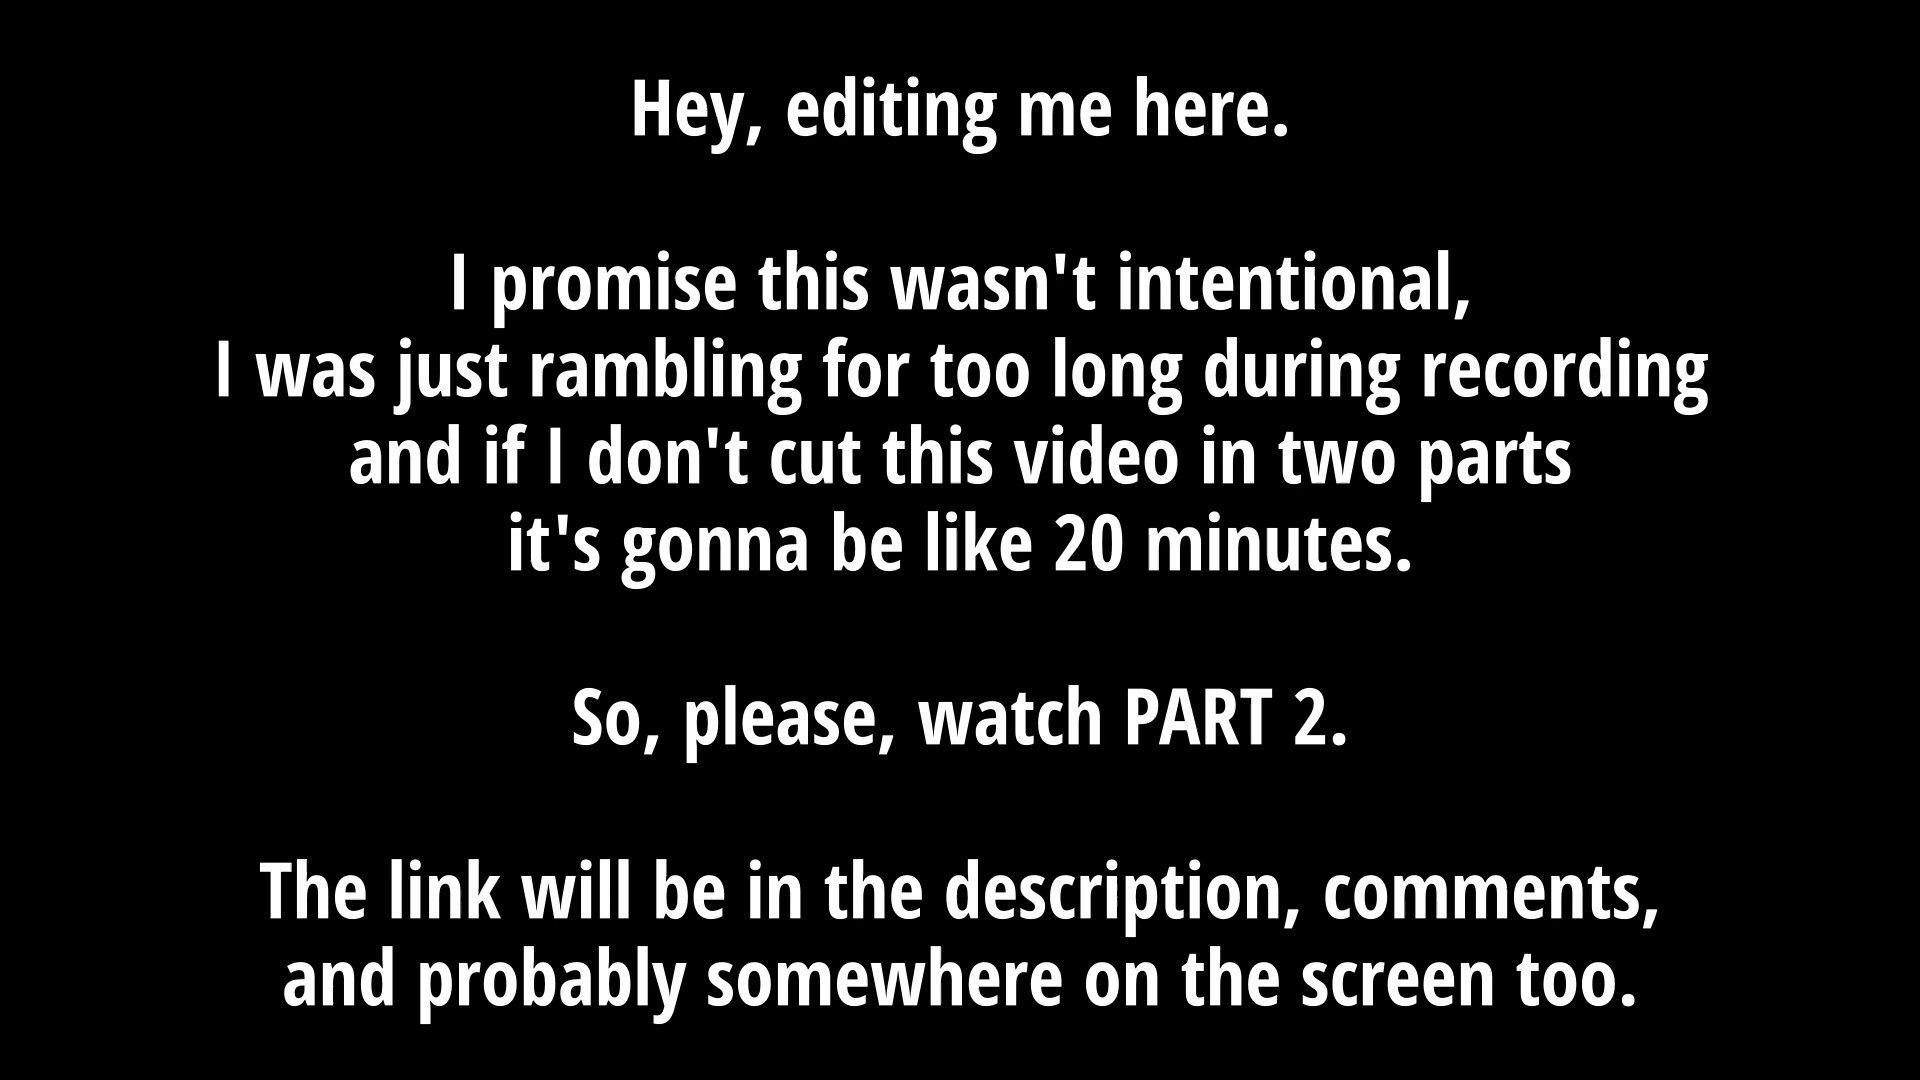 Hey, editing me here.
I promise this wasn't intentional,
I was just rambling for too long during recording
and if I don't cut this video in two parts
it's gonna be like 20 minutes.
So, please, watch PART 2.
The link will be in the description, comments,
and probably somewhere on the screen too.